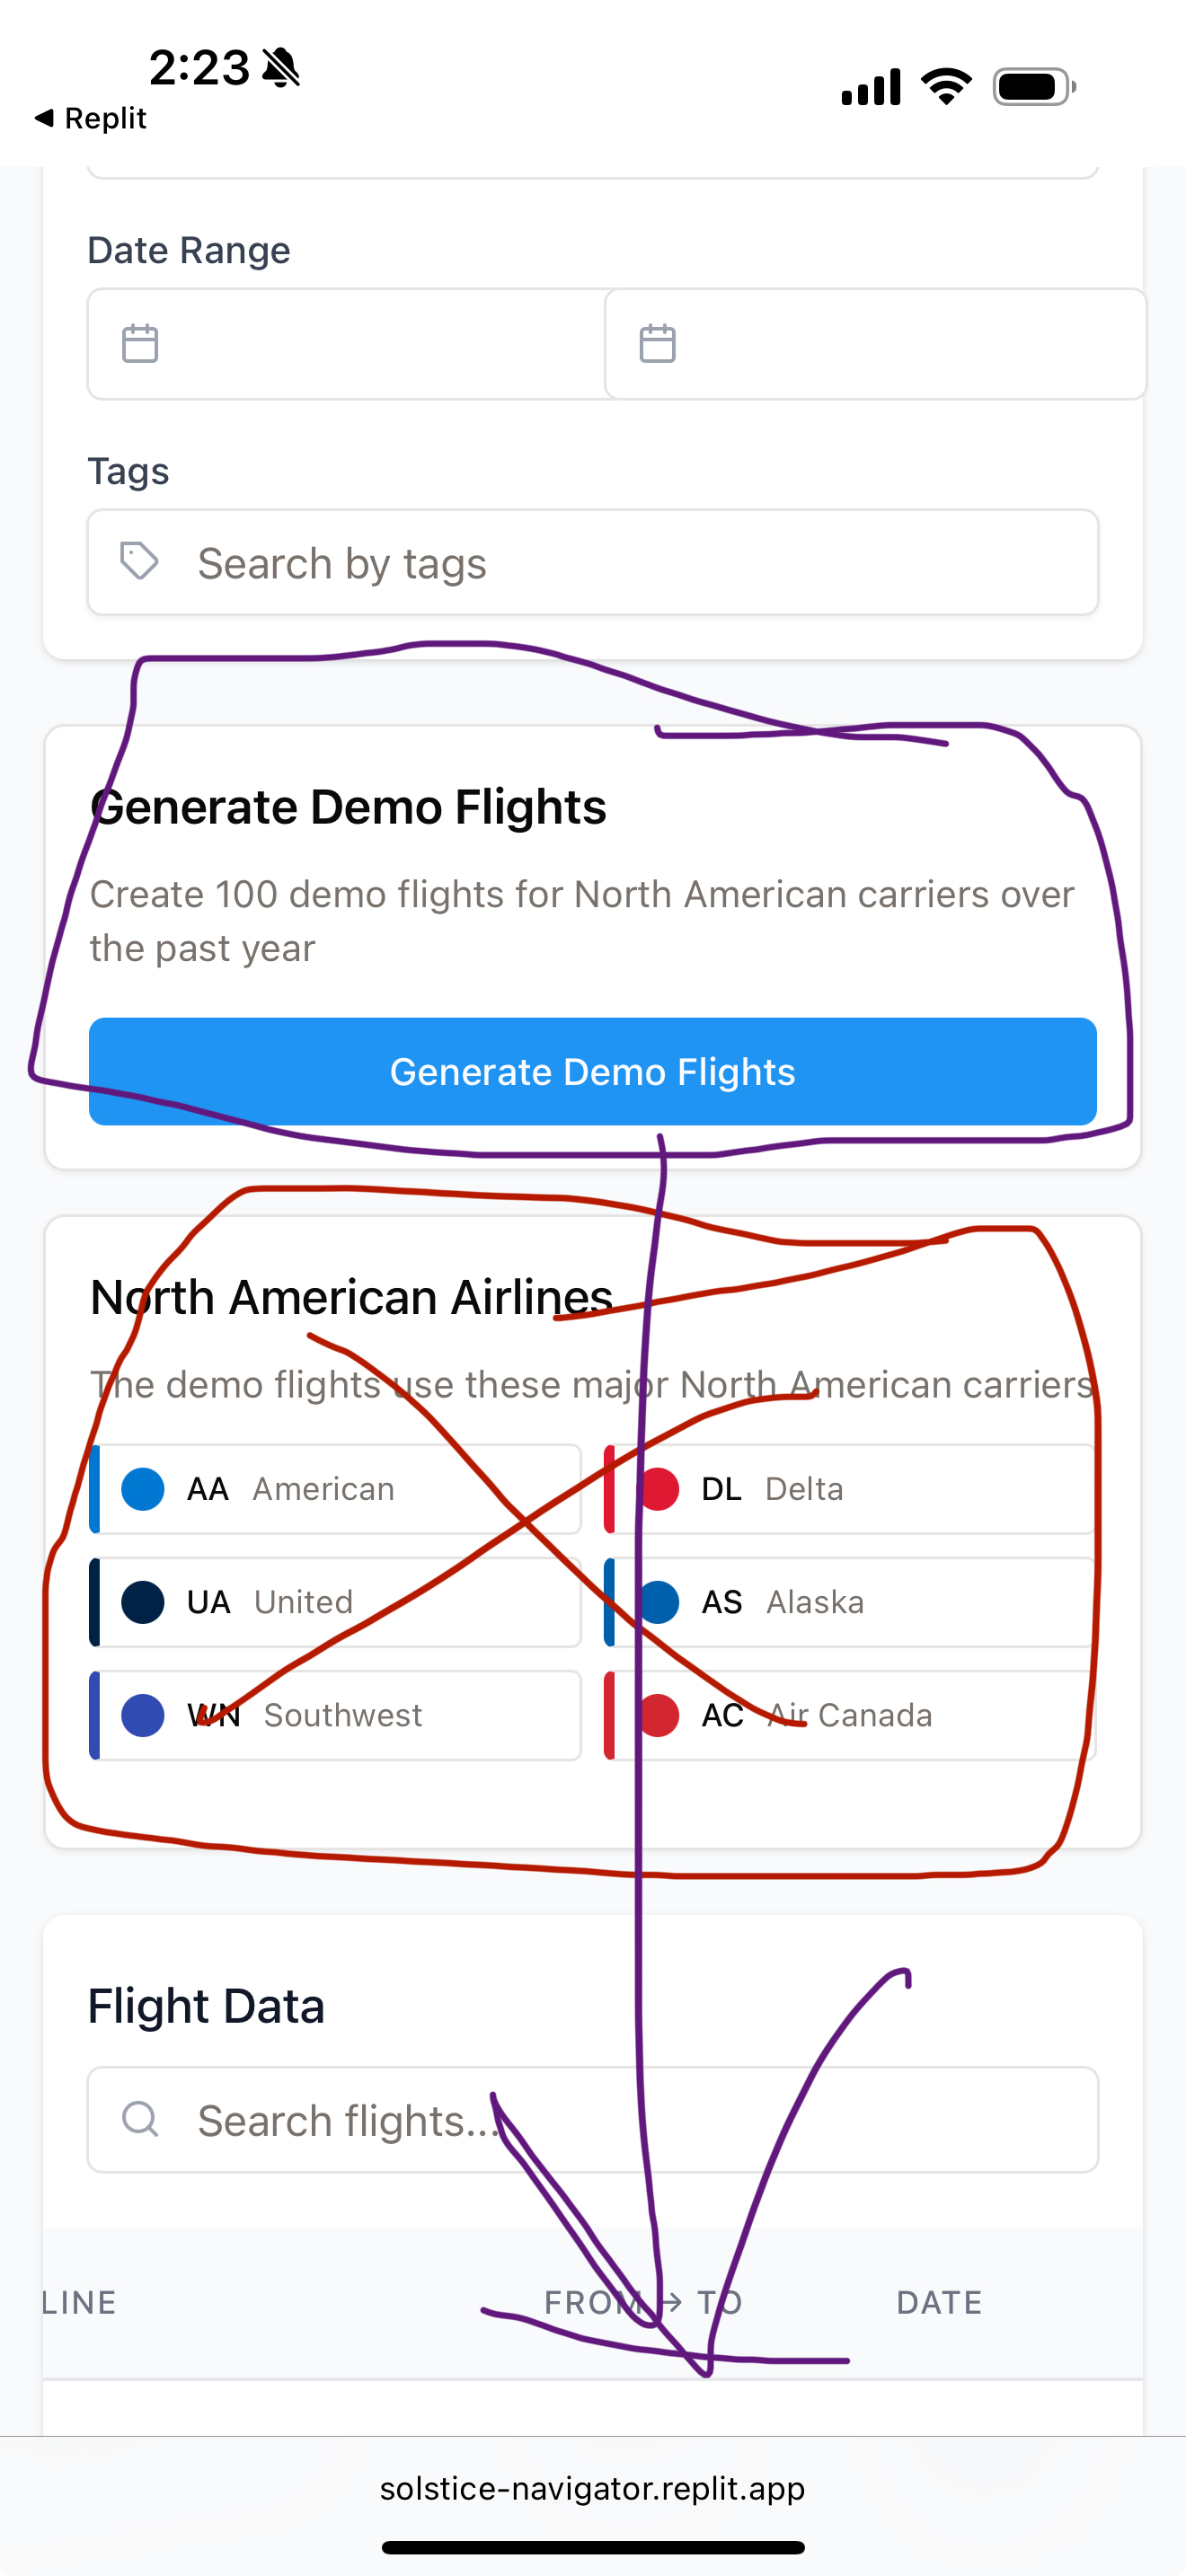 2:23
Replit
Date Range
Tags
Search by tags
Generate Demo Flights
Create 100 demo flights for North American carriers over
the past year
Generate Demo Flights
North American Airlines
The demo flights use these major North American carriers
AA American
DL Delta
UA United
AS Alaska
WN Southwest
AC Air Canada
Flight Data
Search flights...
LINE FROM → TO DATE
solstice-navigator.replit.app